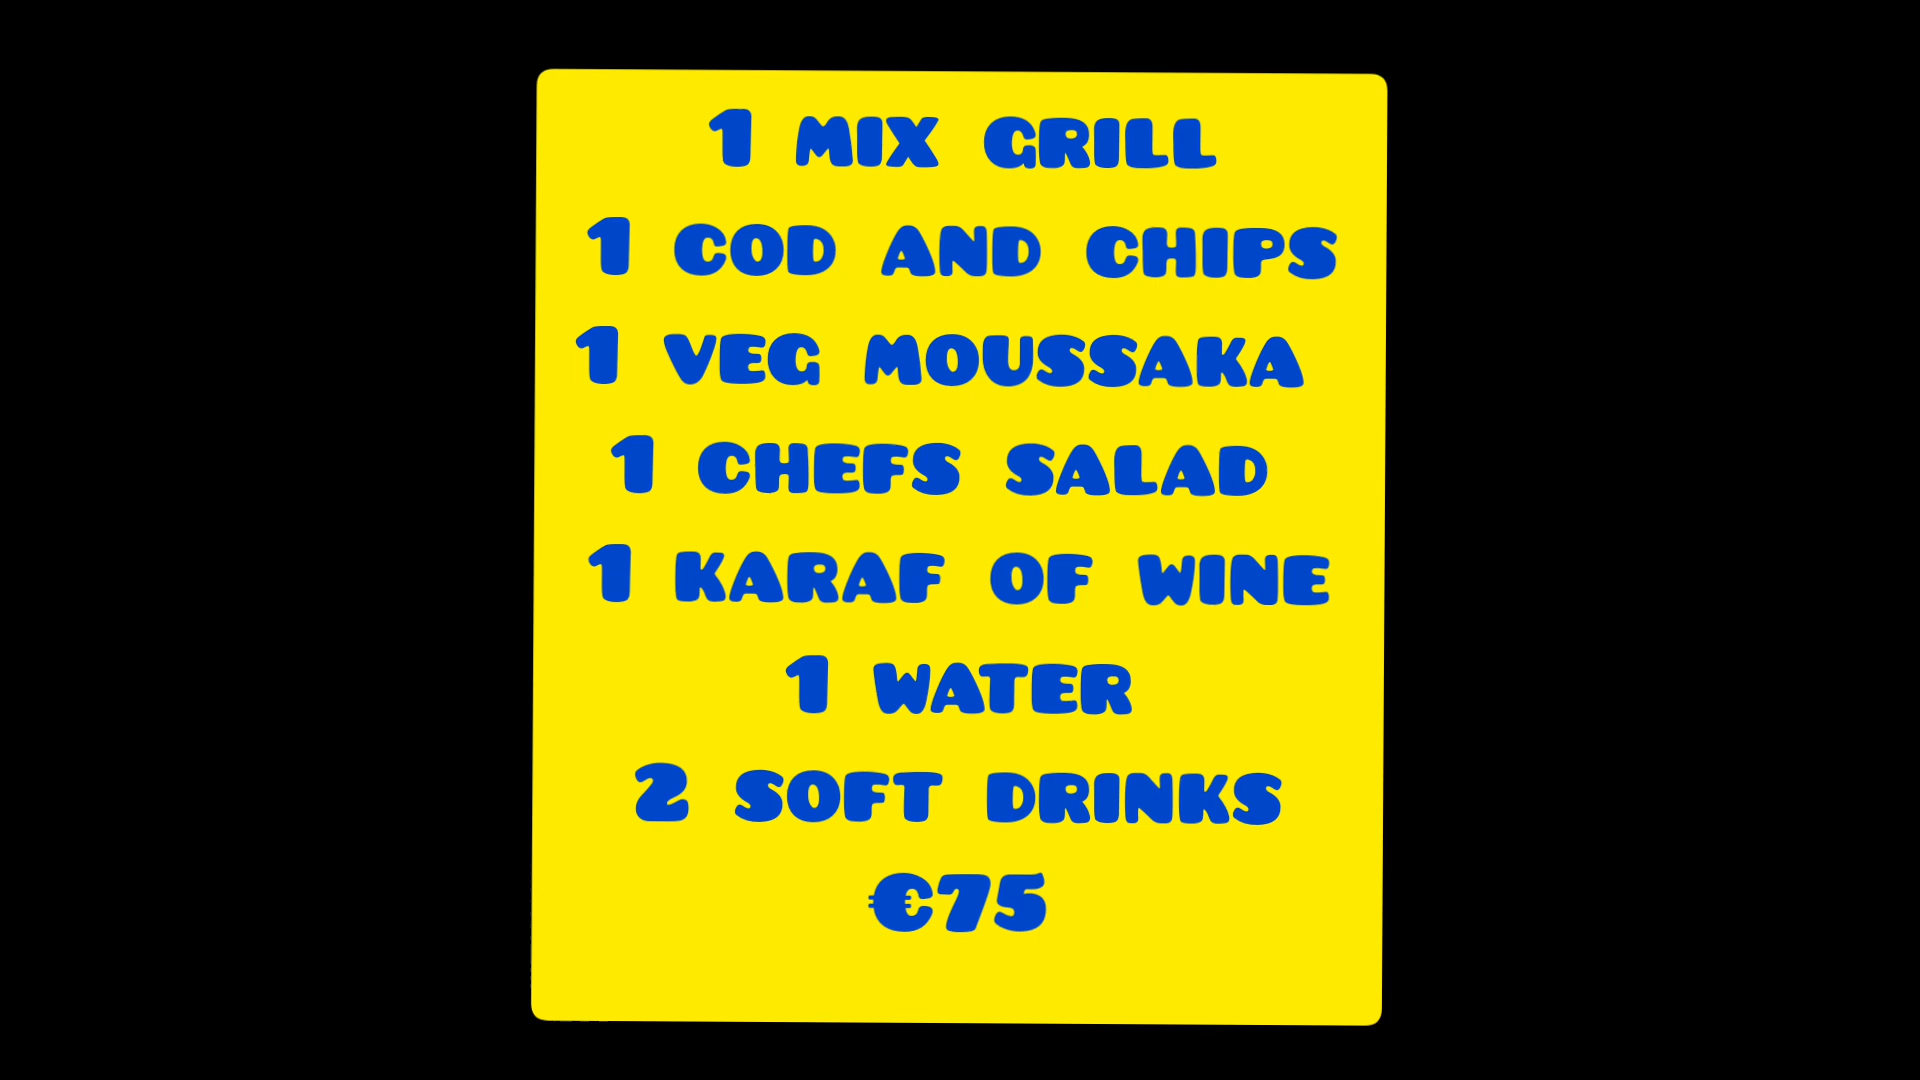 1 MIX GRILL
1 COD AND CHIPS
1 VEG MOUSSAKA
1 CHEFS SALAD
1 KARAF OF WINE
1 WATER
2 SOFT DRINKS
€75